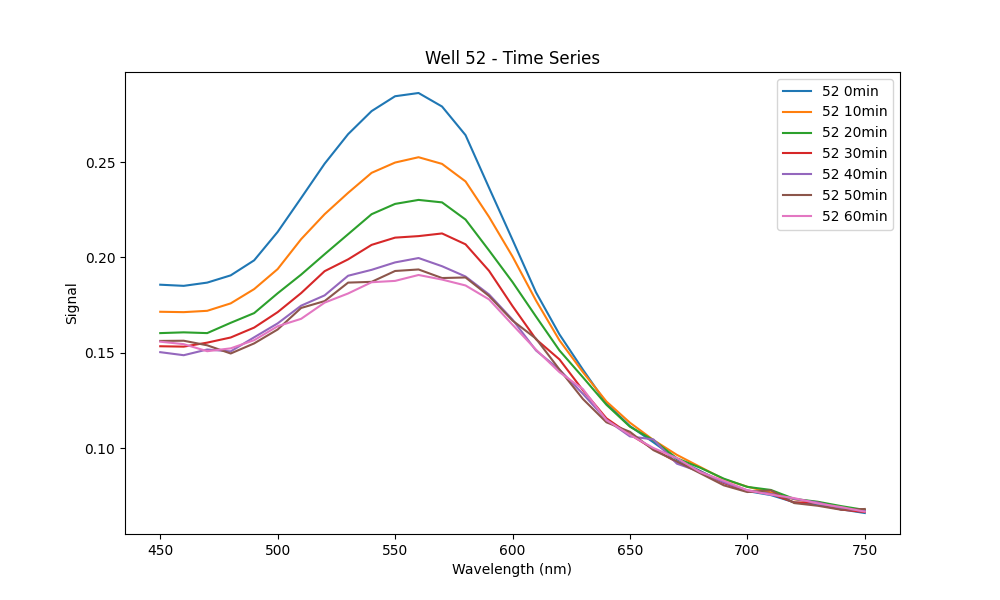 Well 52 - Time Series
52 0min
52 10min
52 20min
52 30min
52 40min
52 50min
52 60min
Signal
0.25
0.20
0.15
0.10
450 500 550 600 650 700 750
Wavelength (nm)